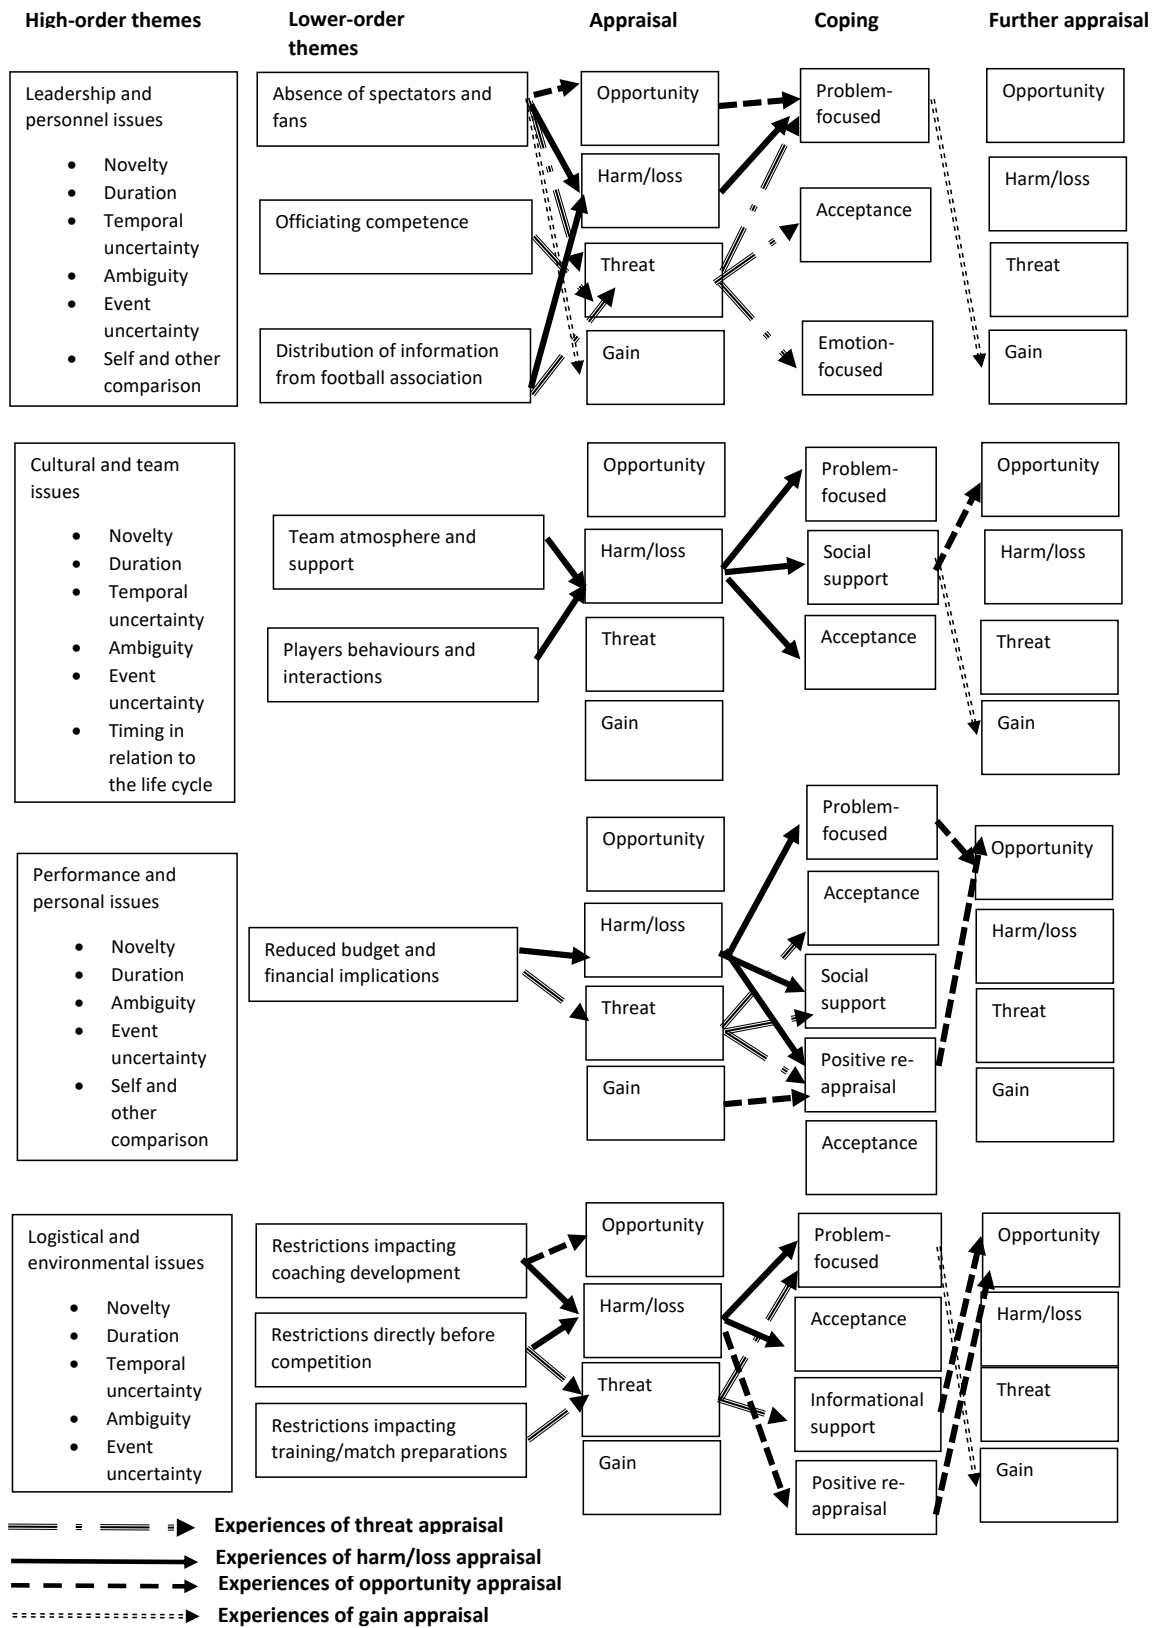 High-order themes
Lower-order
themes
Appraisal
Coping
Further appraisal
Leadership and
personnel issues
• Novelty
• Duration
• Temporal
uncertainty
• Ambiguity
• Event
uncertainty
• Self and other
comparison
Absence of spectators and
fans
Officiating competence
Distribution of information
from football association
Opportunity
Harm/loss
Threat
Gain
Problem-
focused
Acceptance
Emotion-
focused
Opportunity
Harm/loss
Threat
Gain
Cultural and team
issues
• Novelty
• Duration
• Temporal
uncertainty
• Ambiguity
• Event
uncertainty
• Timing in
relation to
the life cycle
Team atmosphere and
support
Players behaviours and
interactions
Opportunity
Harm/loss
Threat
Gain
Problem-
focused
Social
support
Acceptance
Opportunity
Harm/loss
Threat
Gain
Performance and
personal issues
• Novelty
• Duration
• Ambiguity
• Event
uncertainty
• Self and
other
comparison
Reduced budget and
financial implications
Opportunity
Harm/loss
Threat
Gain
Problem-
focused
Acceptance
Social
support
Positive re-
appraisal
Acceptance
Opportunity
Harm/loss
Threat
Gain
Logistical and
environmental issues
• Novelty
• Duration
• Temporal
uncertainty
• Ambiguity
• Event
uncertainty
Restrictions impacting
coaching development
Restrictions directly before
competition
Restrictions impacting
training/match preparations
Opportunity
Harm/loss
Threat
Gain
Problem-
focused
Acceptance
Informational
support
Positive re-
appraisal
Opportunity
Harm/loss
Threat
Gain
Experiences of threat appraisal
Experiences of harm/loss appraisal
Experiences of opportunity appraisal
Experiences of gain appraisal